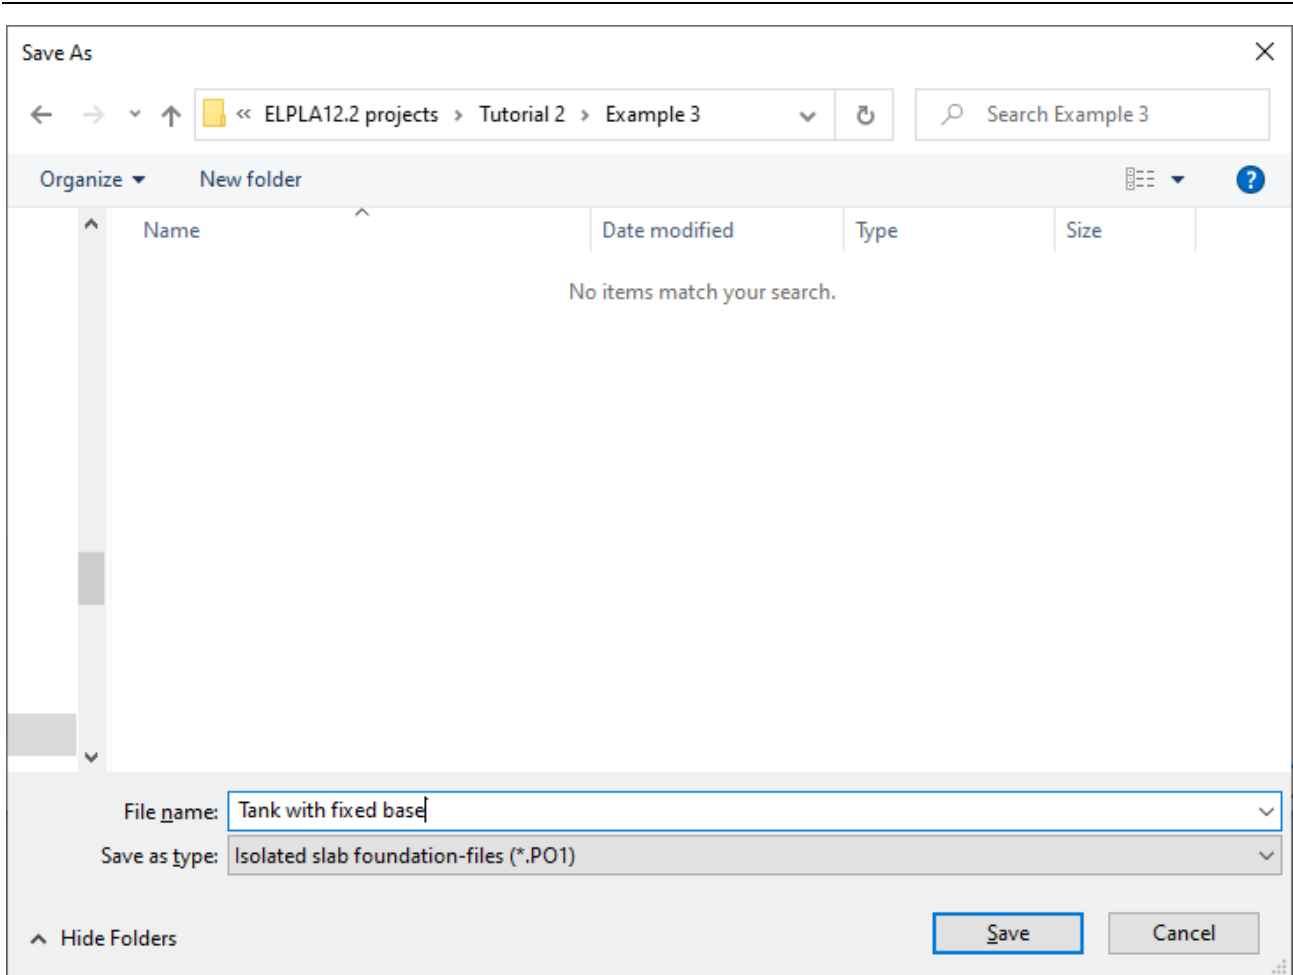 Save As
« ELPLA12.2 projects > Tutorial 2 > Example 3
Search Example 3
Organize
New folder
?
Name
Date modified
Type
Size
No items match your search.
File name:
Tank with fixed base
Save as type:
Isolated slab foundation-files (*.PO1)
Hide Folders
Save
Cancel